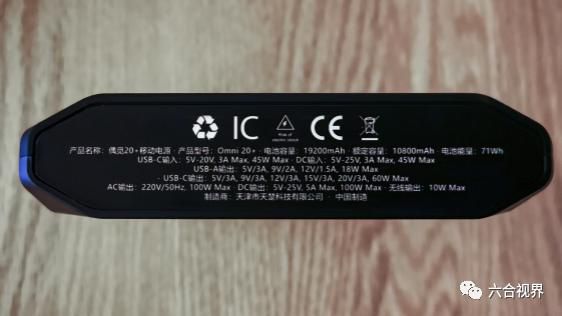 IC
CE
产品名称：偶觅20+移动电源 · 产品型号：Omni 20+ · 电池容量：19200mAh · 额定容量：10800mAh · 电池能量：71Wh
USB-C输入：5V-20V, 3A Max, 45W Max · DC输入：5V-25V, 3A Max, 45W Max
USB-A输出：5V/3A, 9V/2A, 12V/1.5A, 18W Max
· USB-C输出：5V/3A, 9V/3A, 12V/3A, 15V/3A, 20V/3A, 60W Max
AC输出：220V/50Hz, 100W Max · DC输出：5V-25V, 5A Max, 100W Max · 无线输出：10W Max
制造商：天津市天楚科技有限公司 · 中国制造
六合视界